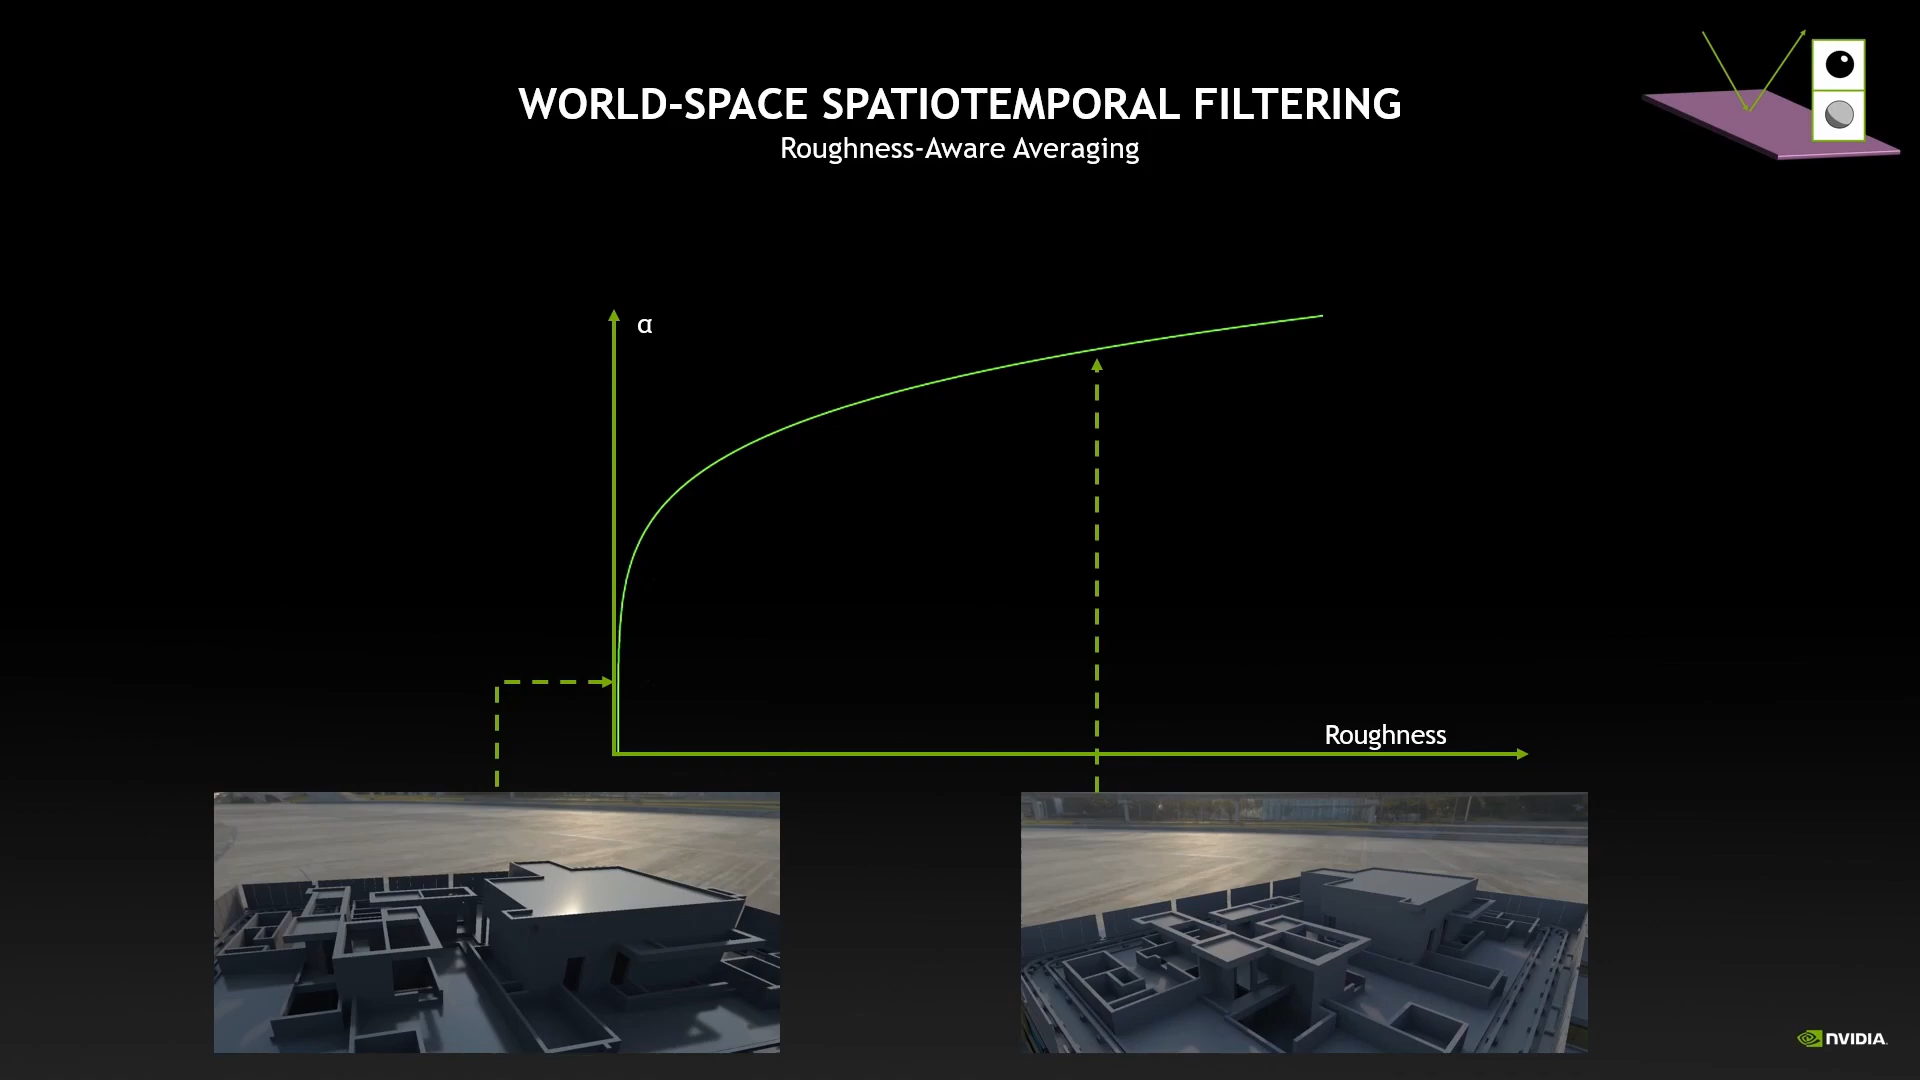 WORLD-SPACE SPATIOTEMPORAL FILTERING
Roughness-Aware Averaging
α
Roughness
NVIDIA.